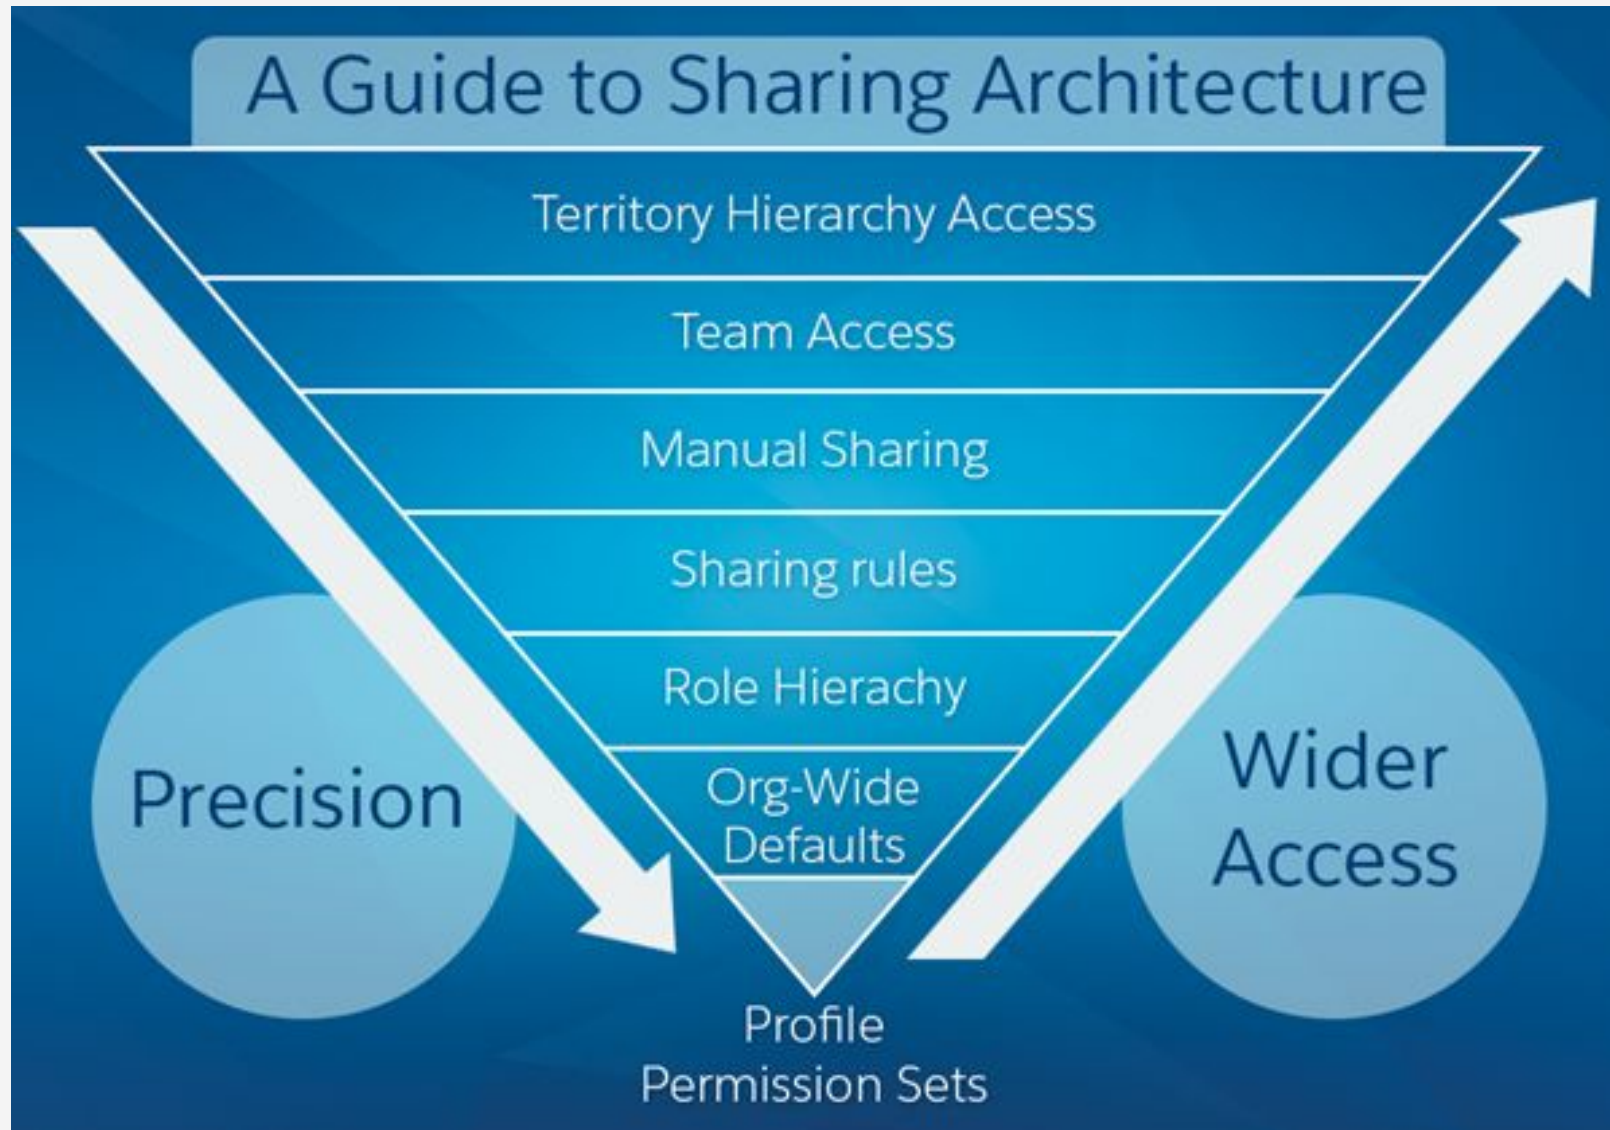 A Guide to Sharing Architecture
Territory Hierarchy Access
Team Access
Manual Sharing
Sharing rules
Role Hierachy
Org-Wide
Defaults
Precision
Wider
Access
Profile
Permission Sets